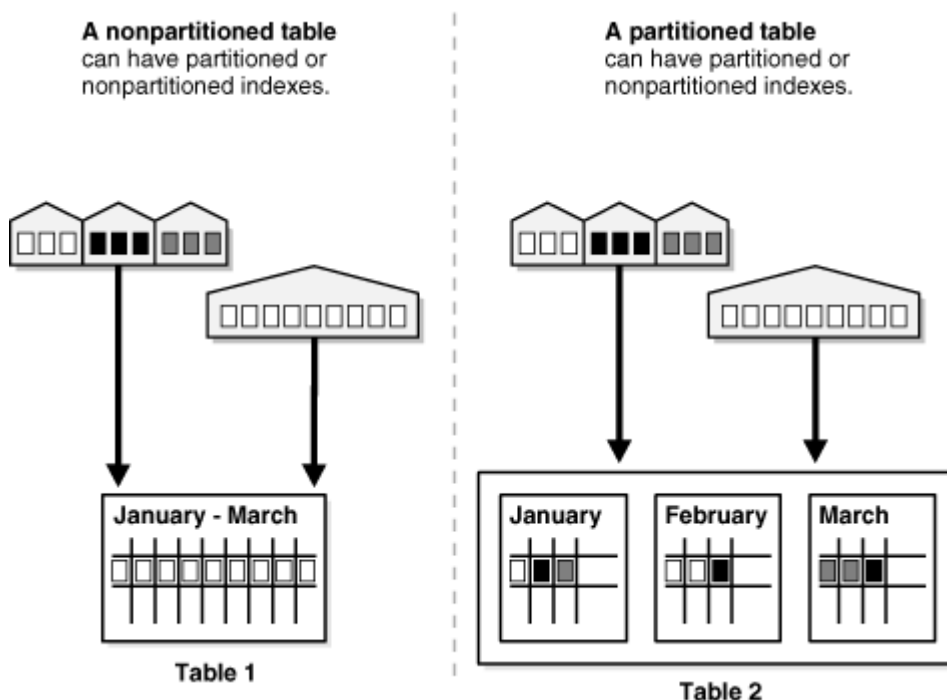 A nonpartitioned table
can have partitioned or
nonpartitioned indexes.
January - March
Table 1
A partitioned table
can have partitioned or
nonpartitioned indexes.
January
February
March
Table 2